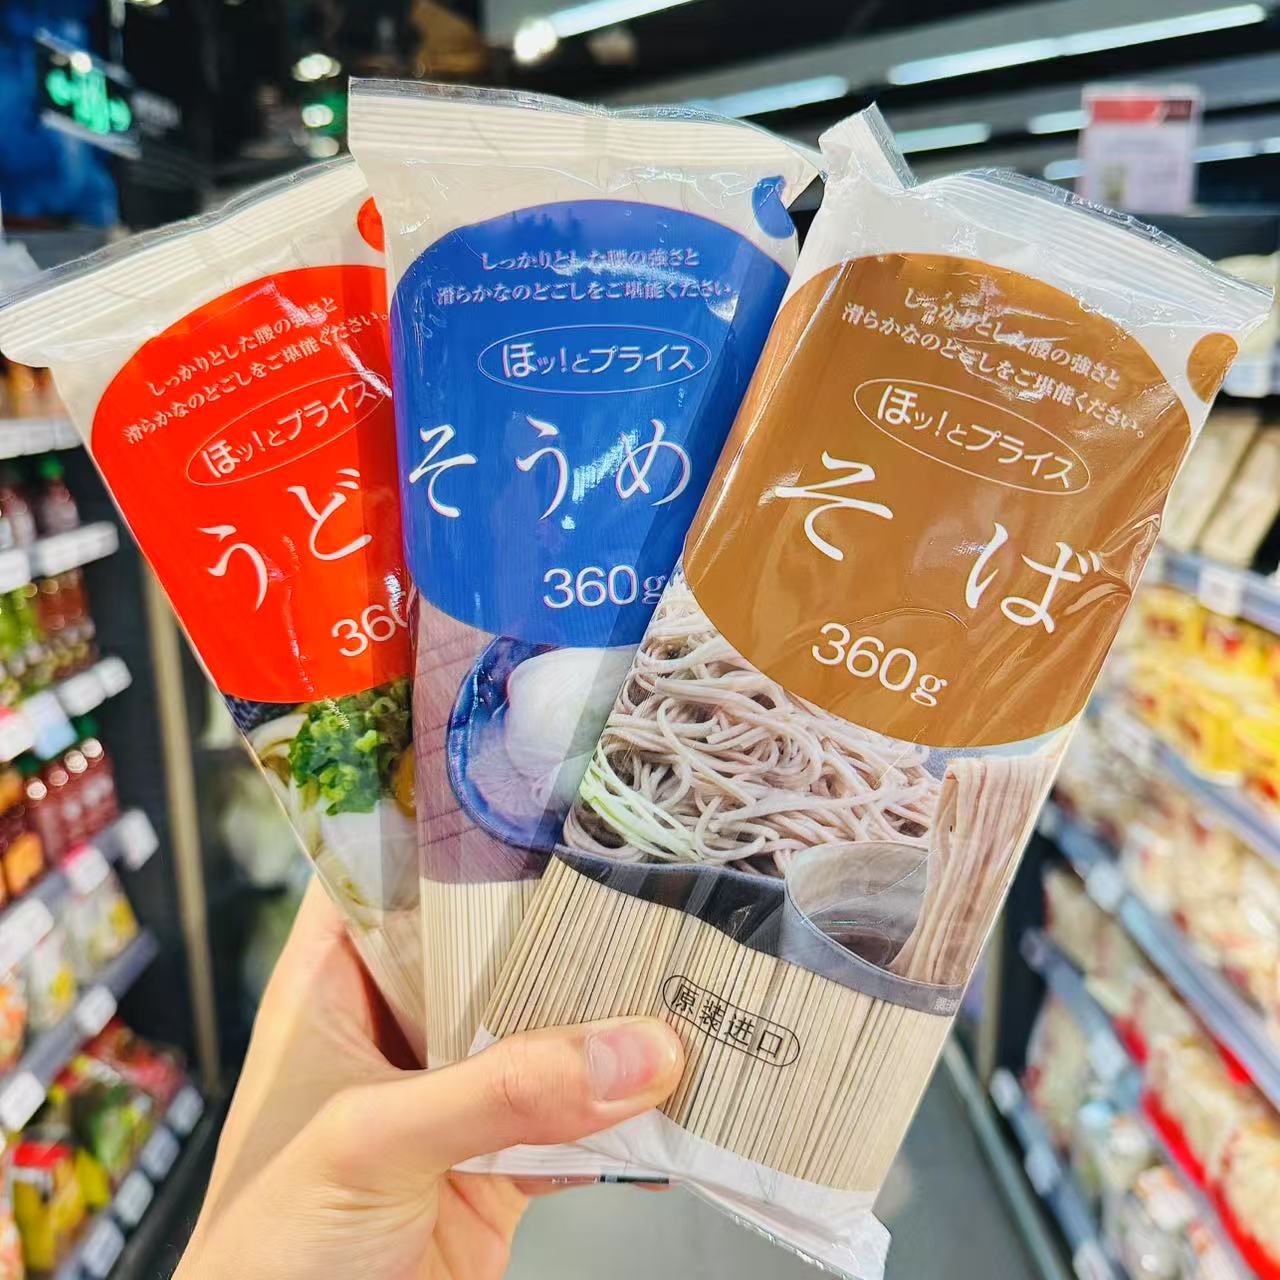 しっかりとした腰の強さと
滑らかなのどごしをご堪能ください。
ほッ!とプライス
うど
360
しっかりとした腰の強さと
滑らかなのどごしをご堪能ください。
ほッ!とプライス
そうめ
360g
しっかりとした腰の強さと
滑らかなのどごしをご堪能ください。
ほッ!とプライス
そば
360g
原装进口